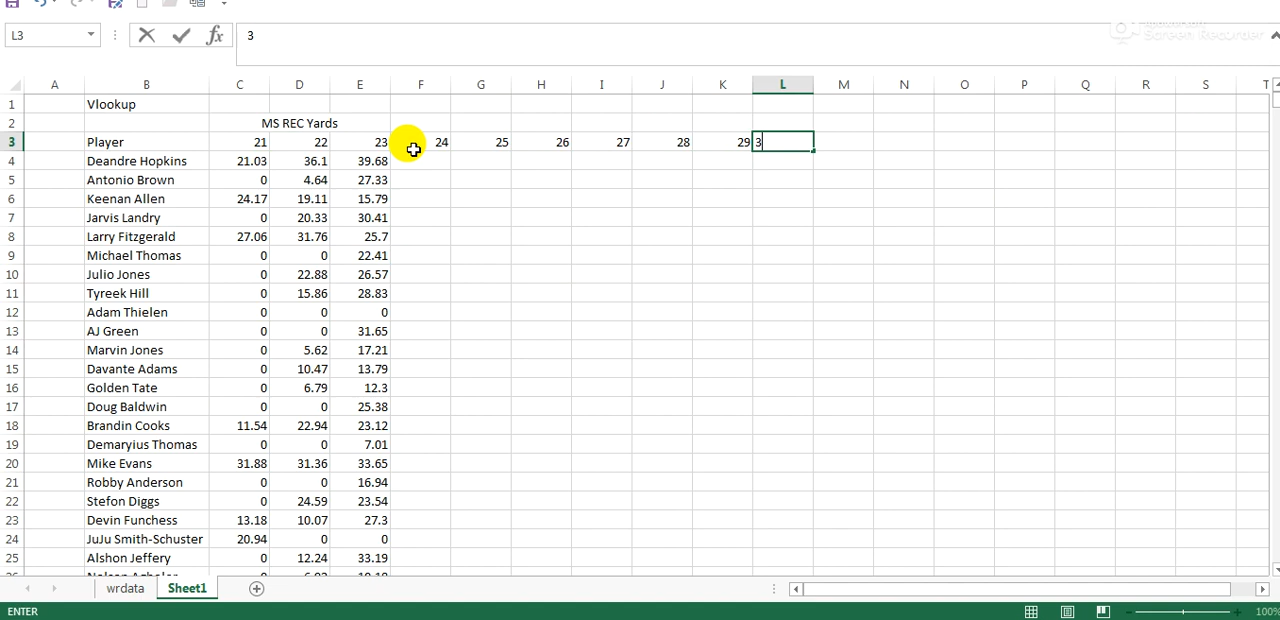 L3 fx 3
Screen Recorder
A B C D E F G H I J K L M N O P Q R S T
1 Vlookup
2 MS REC Yards
3 Player 21 22 23 24 25 26 27 28 29 3
4 Deandre Hopkins 21.03 36.1 39.68
5 Antonio Brown 0 4.64 27.33
6 Keenan Allen 24.17 19.11 15.79
7 Jarvis Landry 0 20.33 30.41
8 Larry Fitzgerald 27.06 31.76 25.7
9 Michael Thomas 0 0 22.41
10 Julio Jones 0 22.88 26.57
11 Tyreek Hill 0 15.86 28.83
12 Adam Thielen 0 0 0
13 AJ Green 0 0 31.65
14 Marvin Jones 0 5.62 17.21
15 Davante Adams 0 10.47 13.79
16 Golden Tate 0 6.79 12.3
17 Doug Baldwin 0 0 25.38
18 Brandin Cooks 11.54 22.94 23.12
19 Demaryius Thomas 0 0 7.01
20 Mike Evans 31.88 31.36 33.65
21 Robby Anderson 0 0 16.94
22 Stefon Diggs 0 24.59 23.54
23 Devin Funchess 13.18 10.07 27.3
24 JuJu Smith-Schuster 20.94 0 0
25 Alshon Jeffery 0 12.24 33.19
wrdata Sheet1
ENTER 100%